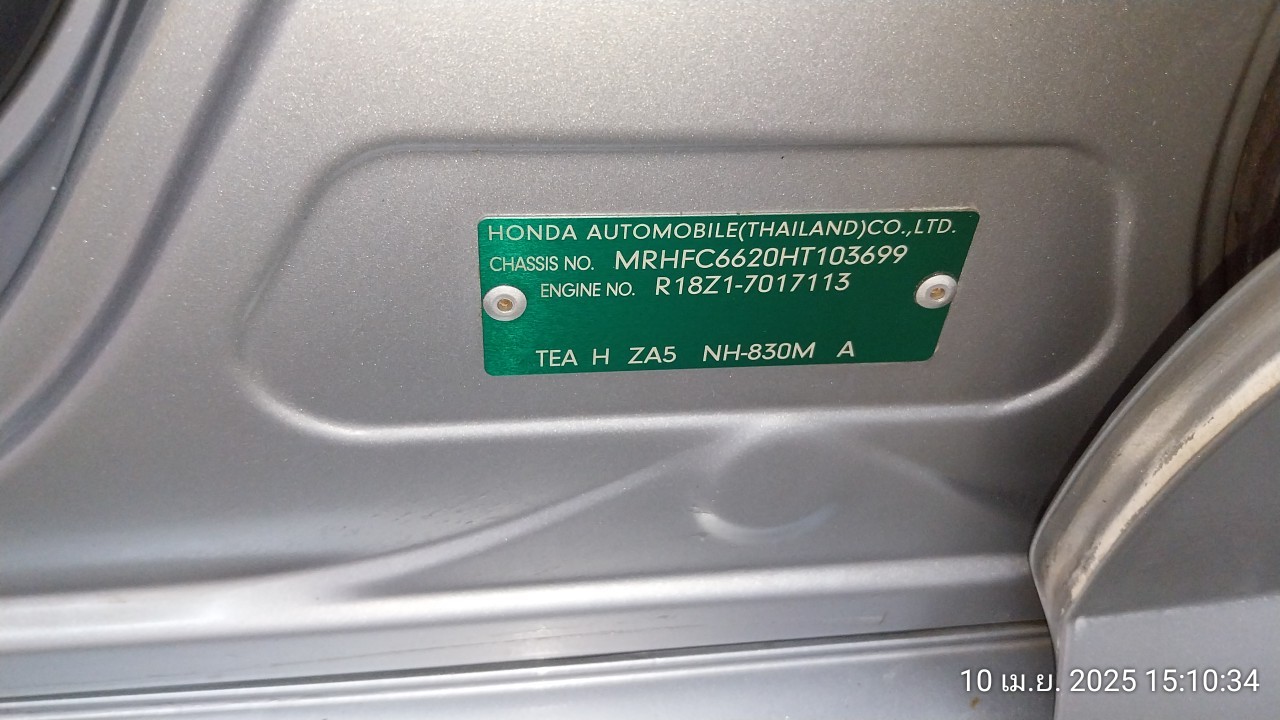 HONDA AUTOMOBILE(THAILAND)CO.,LTD.
CHASSIS NO. MRHFC6620HT103699
ENGINE NO. R18Z1-7017113
TEA H ZA5 NH-830M A
10 เม.ย. 2025 15:10:34